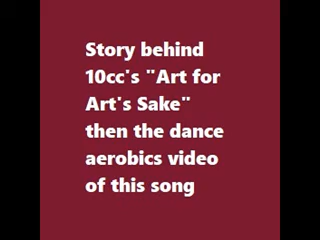 Story behind
10cc's "Art for
Art's Sake"
then the dance
aerobics video
of this song